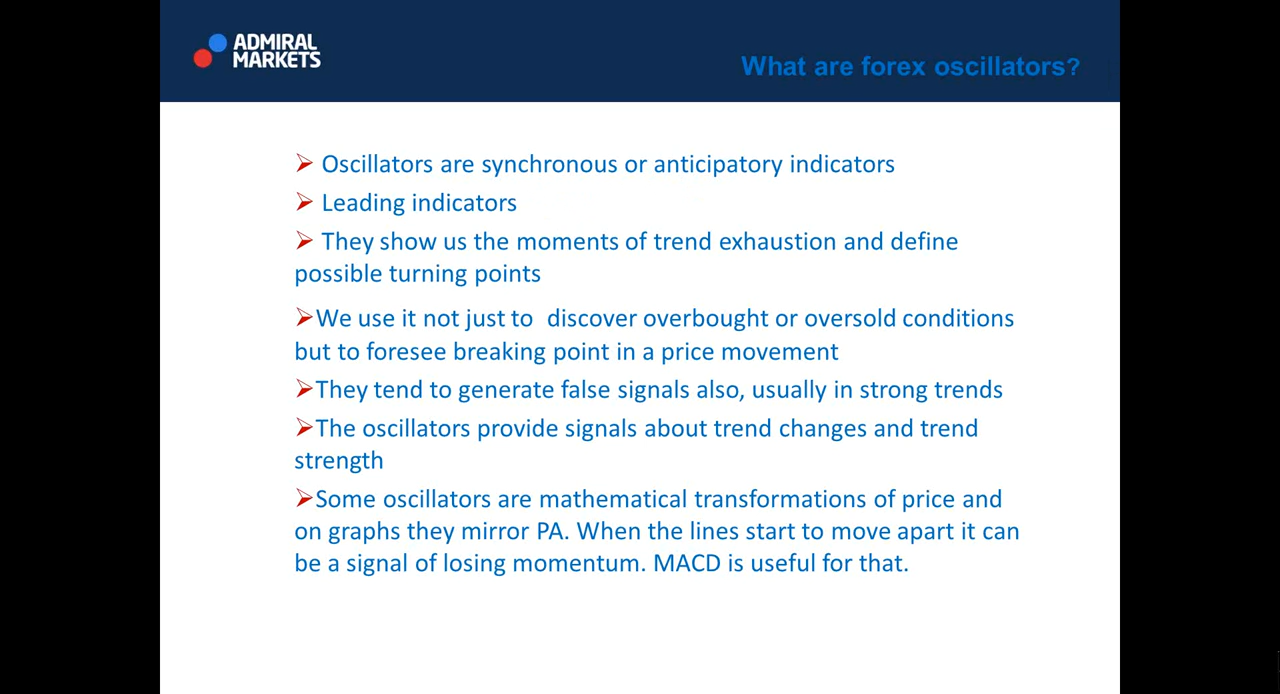 ADMIRAL
MARKETS
What are forex oscillators?
➢ Oscillators are synchronous or anticipatory indicators
➢ Leading indicators
➢ They show us the moments of trend exhaustion and define
possible turning points
➢We use it not just to  discover overbought or oversold conditions
but to foresee breaking point in a price movement
➢They tend to generate false signals also, usually in strong trends
➢The oscillators provide signals about trend changes and trend
strength
➢Some oscillators are mathematical transformations of price and
on graphs they mirror PA. When the lines start to move apart it can
be a signal of losing momentum. MACD is useful for that.